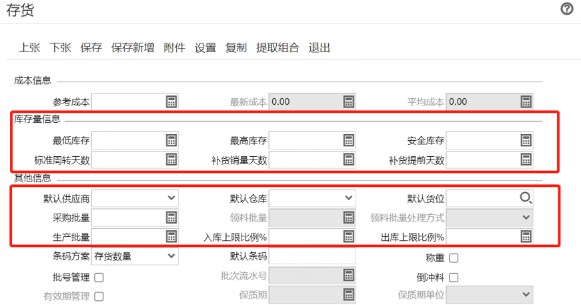 存货
上张 下张 保存 保存新增 附件 设置 复制 提取组合 退出
成本信息
参考成本 最新成本 0.00 平均成本 0.00
库存量信息
最低库存 最高库存 安全库存
标准周转天数 补货销量天数 补货提前天数
其他信息
默认供应商 默认仓库 默认货位
采购批量 领料批量 领料批量处理方式
生产批量 入库上限比例% 出库上限比例%
条码方案 存货数量 默认条码 称重
批号管理 批次流水号 倒冲料
有效期管理 保质期 保质期单位